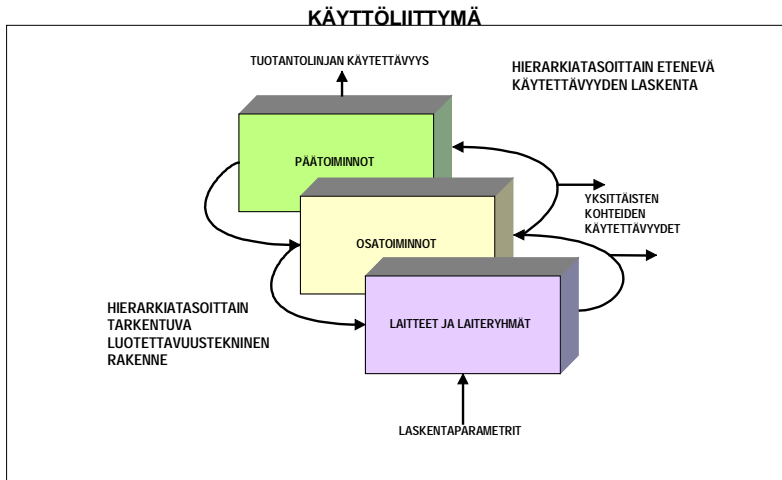 KÄYTTÖLIITTYMÄ
TUOTANTOLINJAN KÄYTETTÄVYYS
HIERARKIATASOITTAIN ETENEVÄ
KÄYTETTÄVYYDEN LASKENTA
PÄÄTOIMINNOT
YKSITTÄISTEN
KOHTEIDEN
KÄYTETTÄVYYDET
OSATOIMINNOT
HIERARKIATASOITTAIN
TARKENTUVA
LUOTETTAVUUSTEKNINEN
RAKENNE
LAITTEET JA LAITERYHMÄT
LASKENTAPARAMETRIT